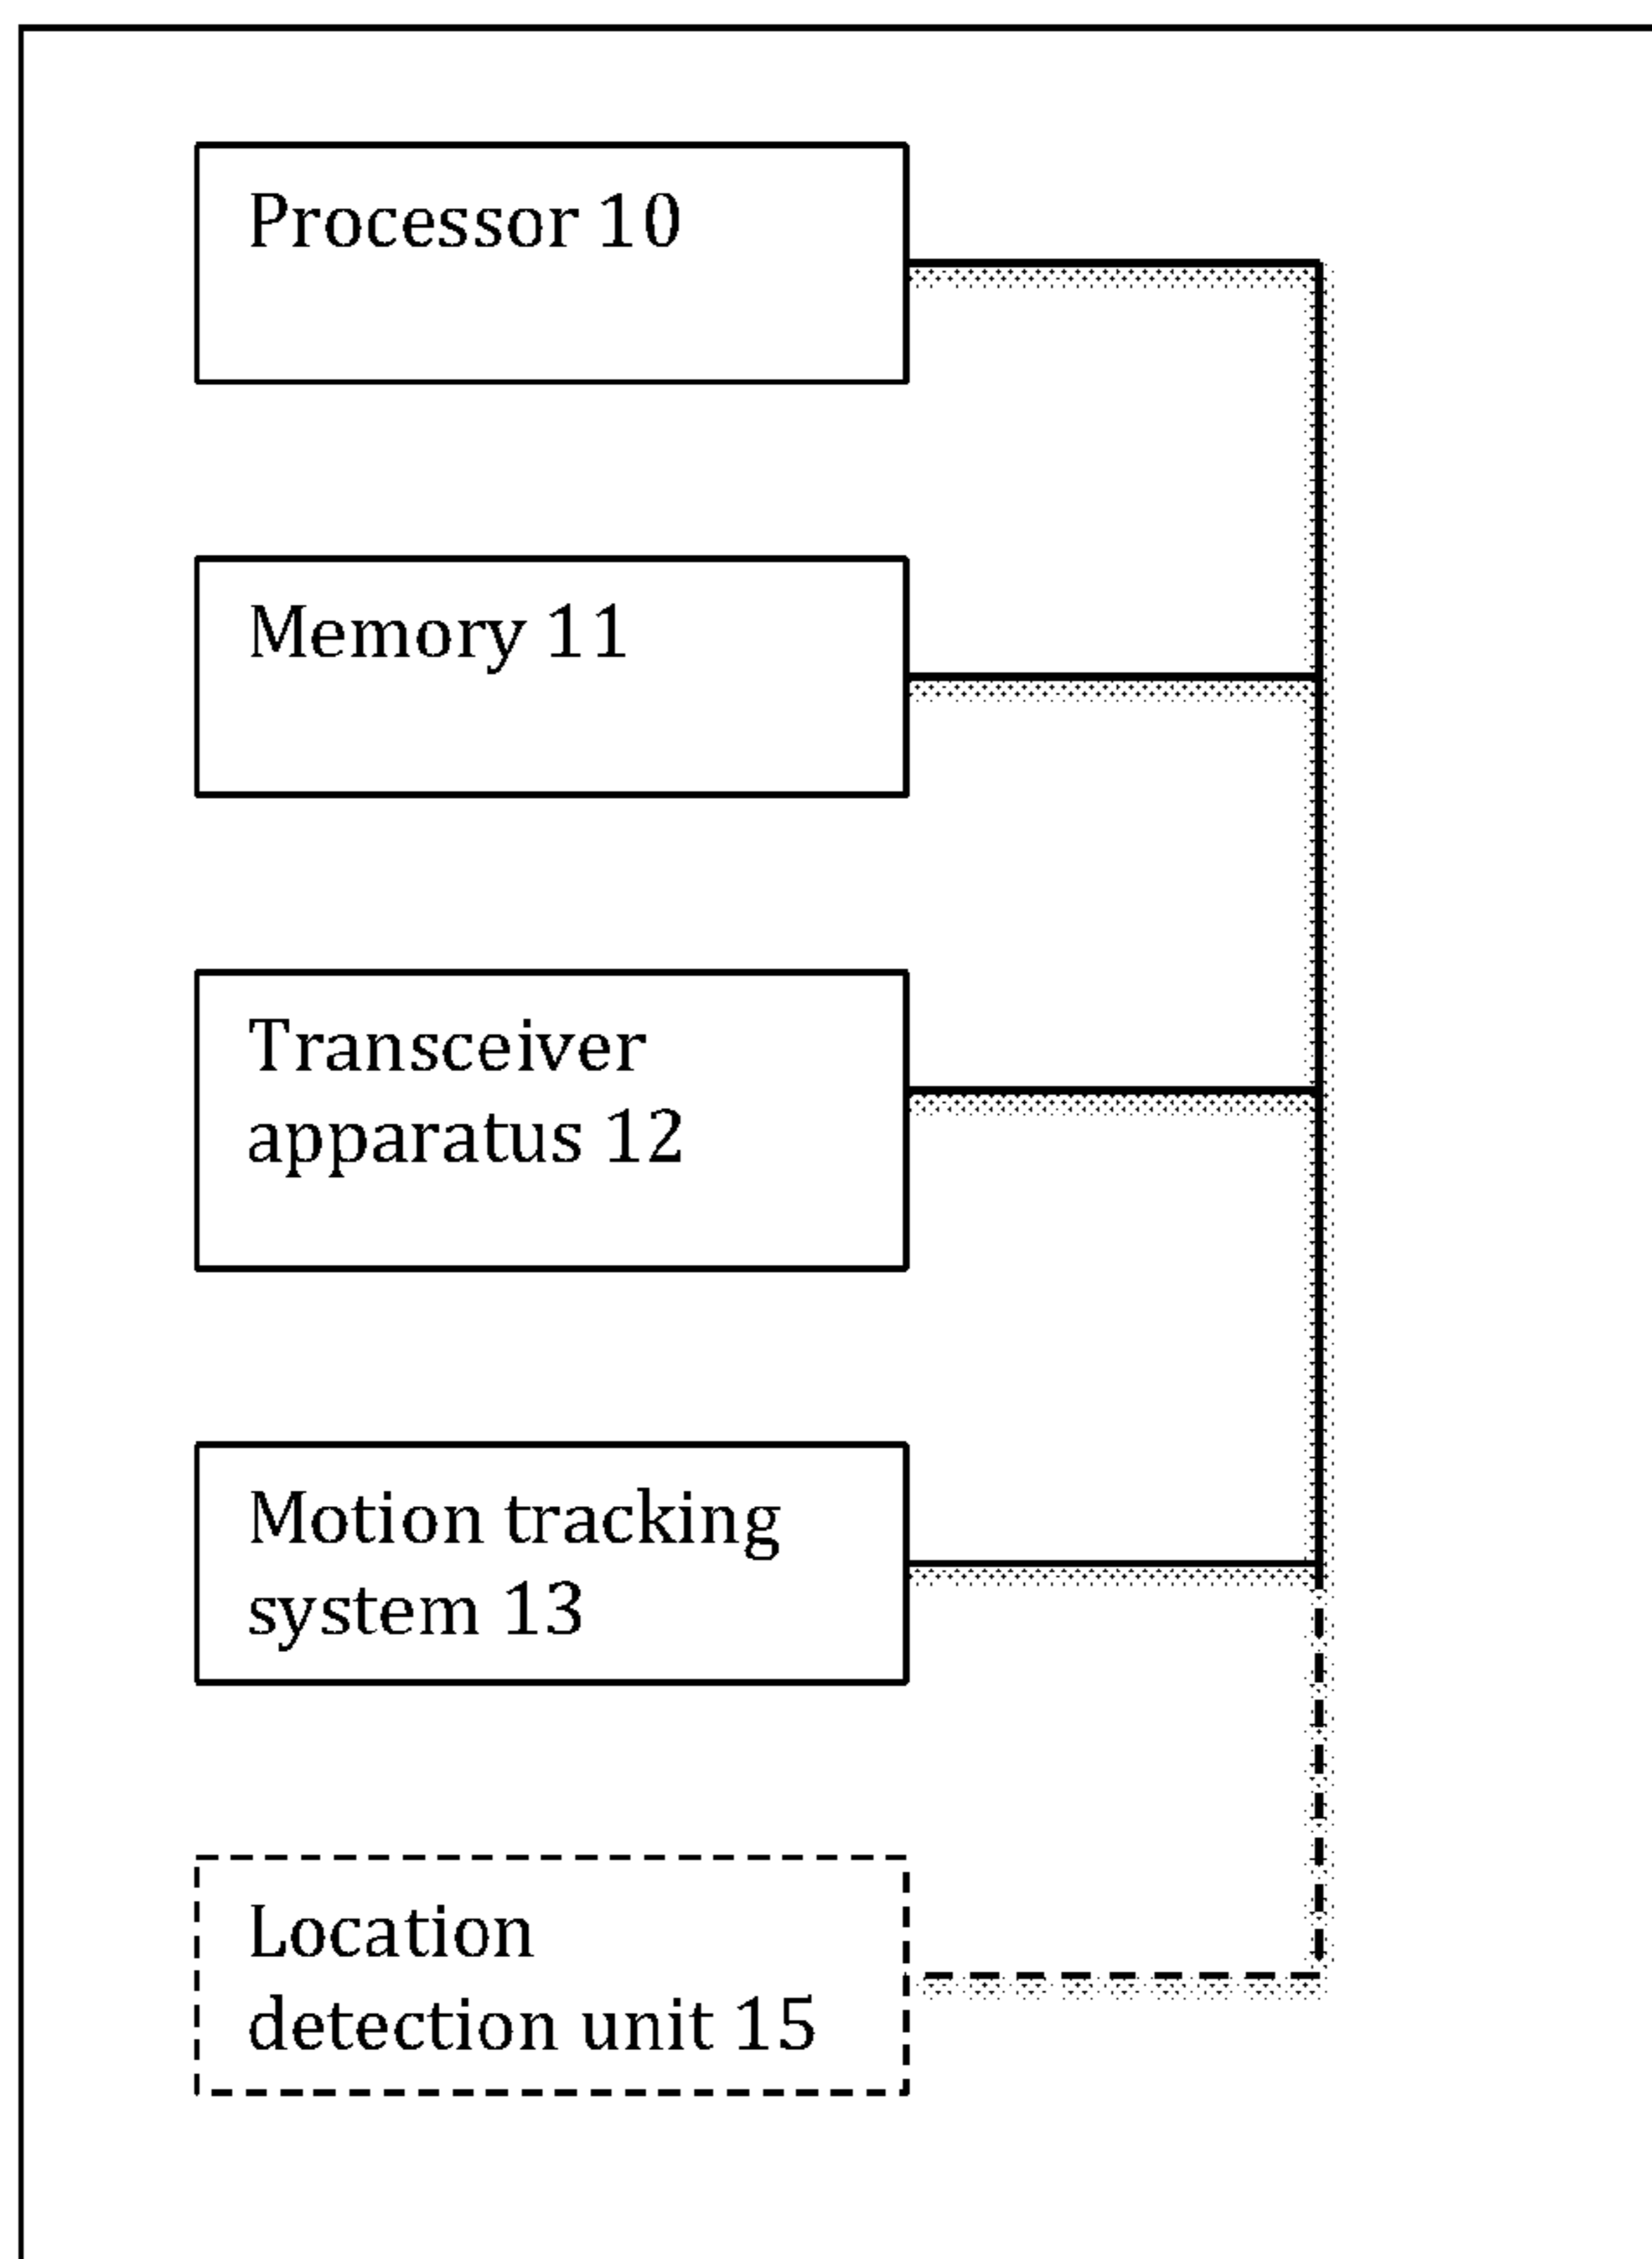 Processor 10
Memory 11
Transceiver
apparatus 12
Motion tracking
system 13
Location
detection unit 15